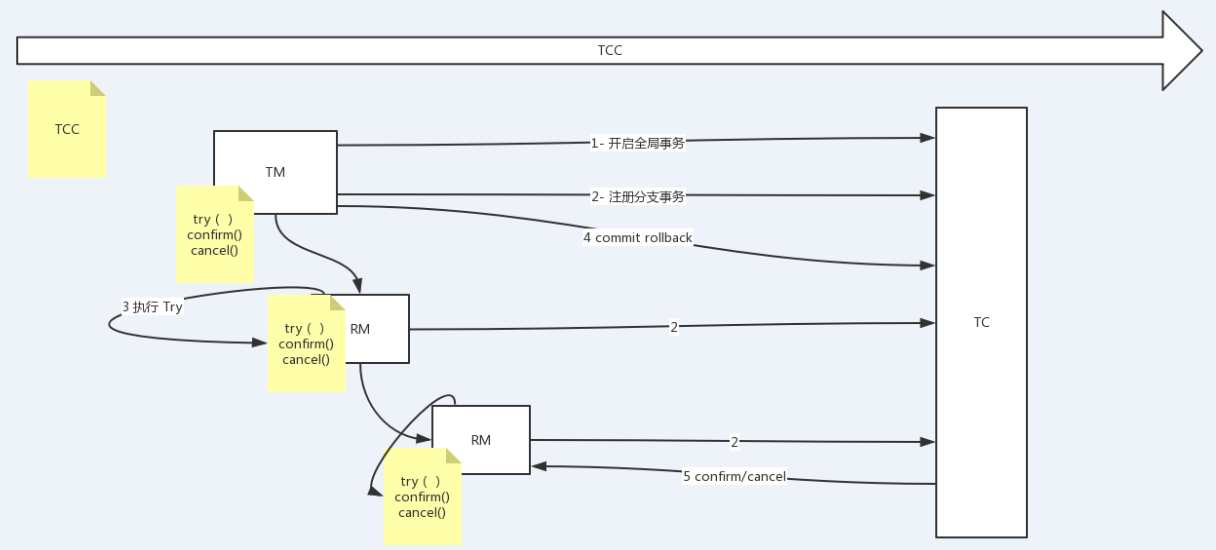 TCC
TCC
TM
1- 开启全局事务
2- 注册分支事务
try (  )
confirm()
cancel()
4 commit rollback
3 执行 Try
RM
try (  )
confirm()
cancel()
2
TC
RM
2
5 confirm/cancel
try (  )
confirm()
cancel()